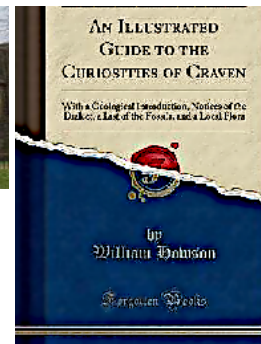 AN ILLUSTRATED
GUIDE TO THE
CURIOSITIES OF CRAVEN
With a Geological Introduction, Notices of the
Dialect, a List of the Fossils, and a Local Flora
by
William Howson
Forgotten Books